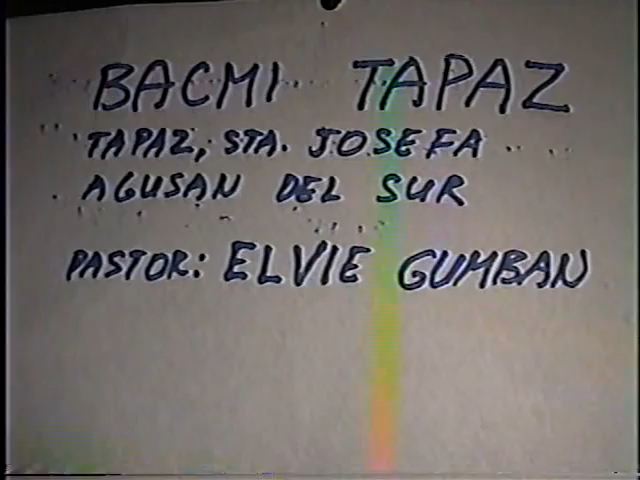 BACMI TAPAZ
TAPAZ, STA. JOSEFA
AGUSAN DEL SUR
PASTOR: ELVIE GUMBAN